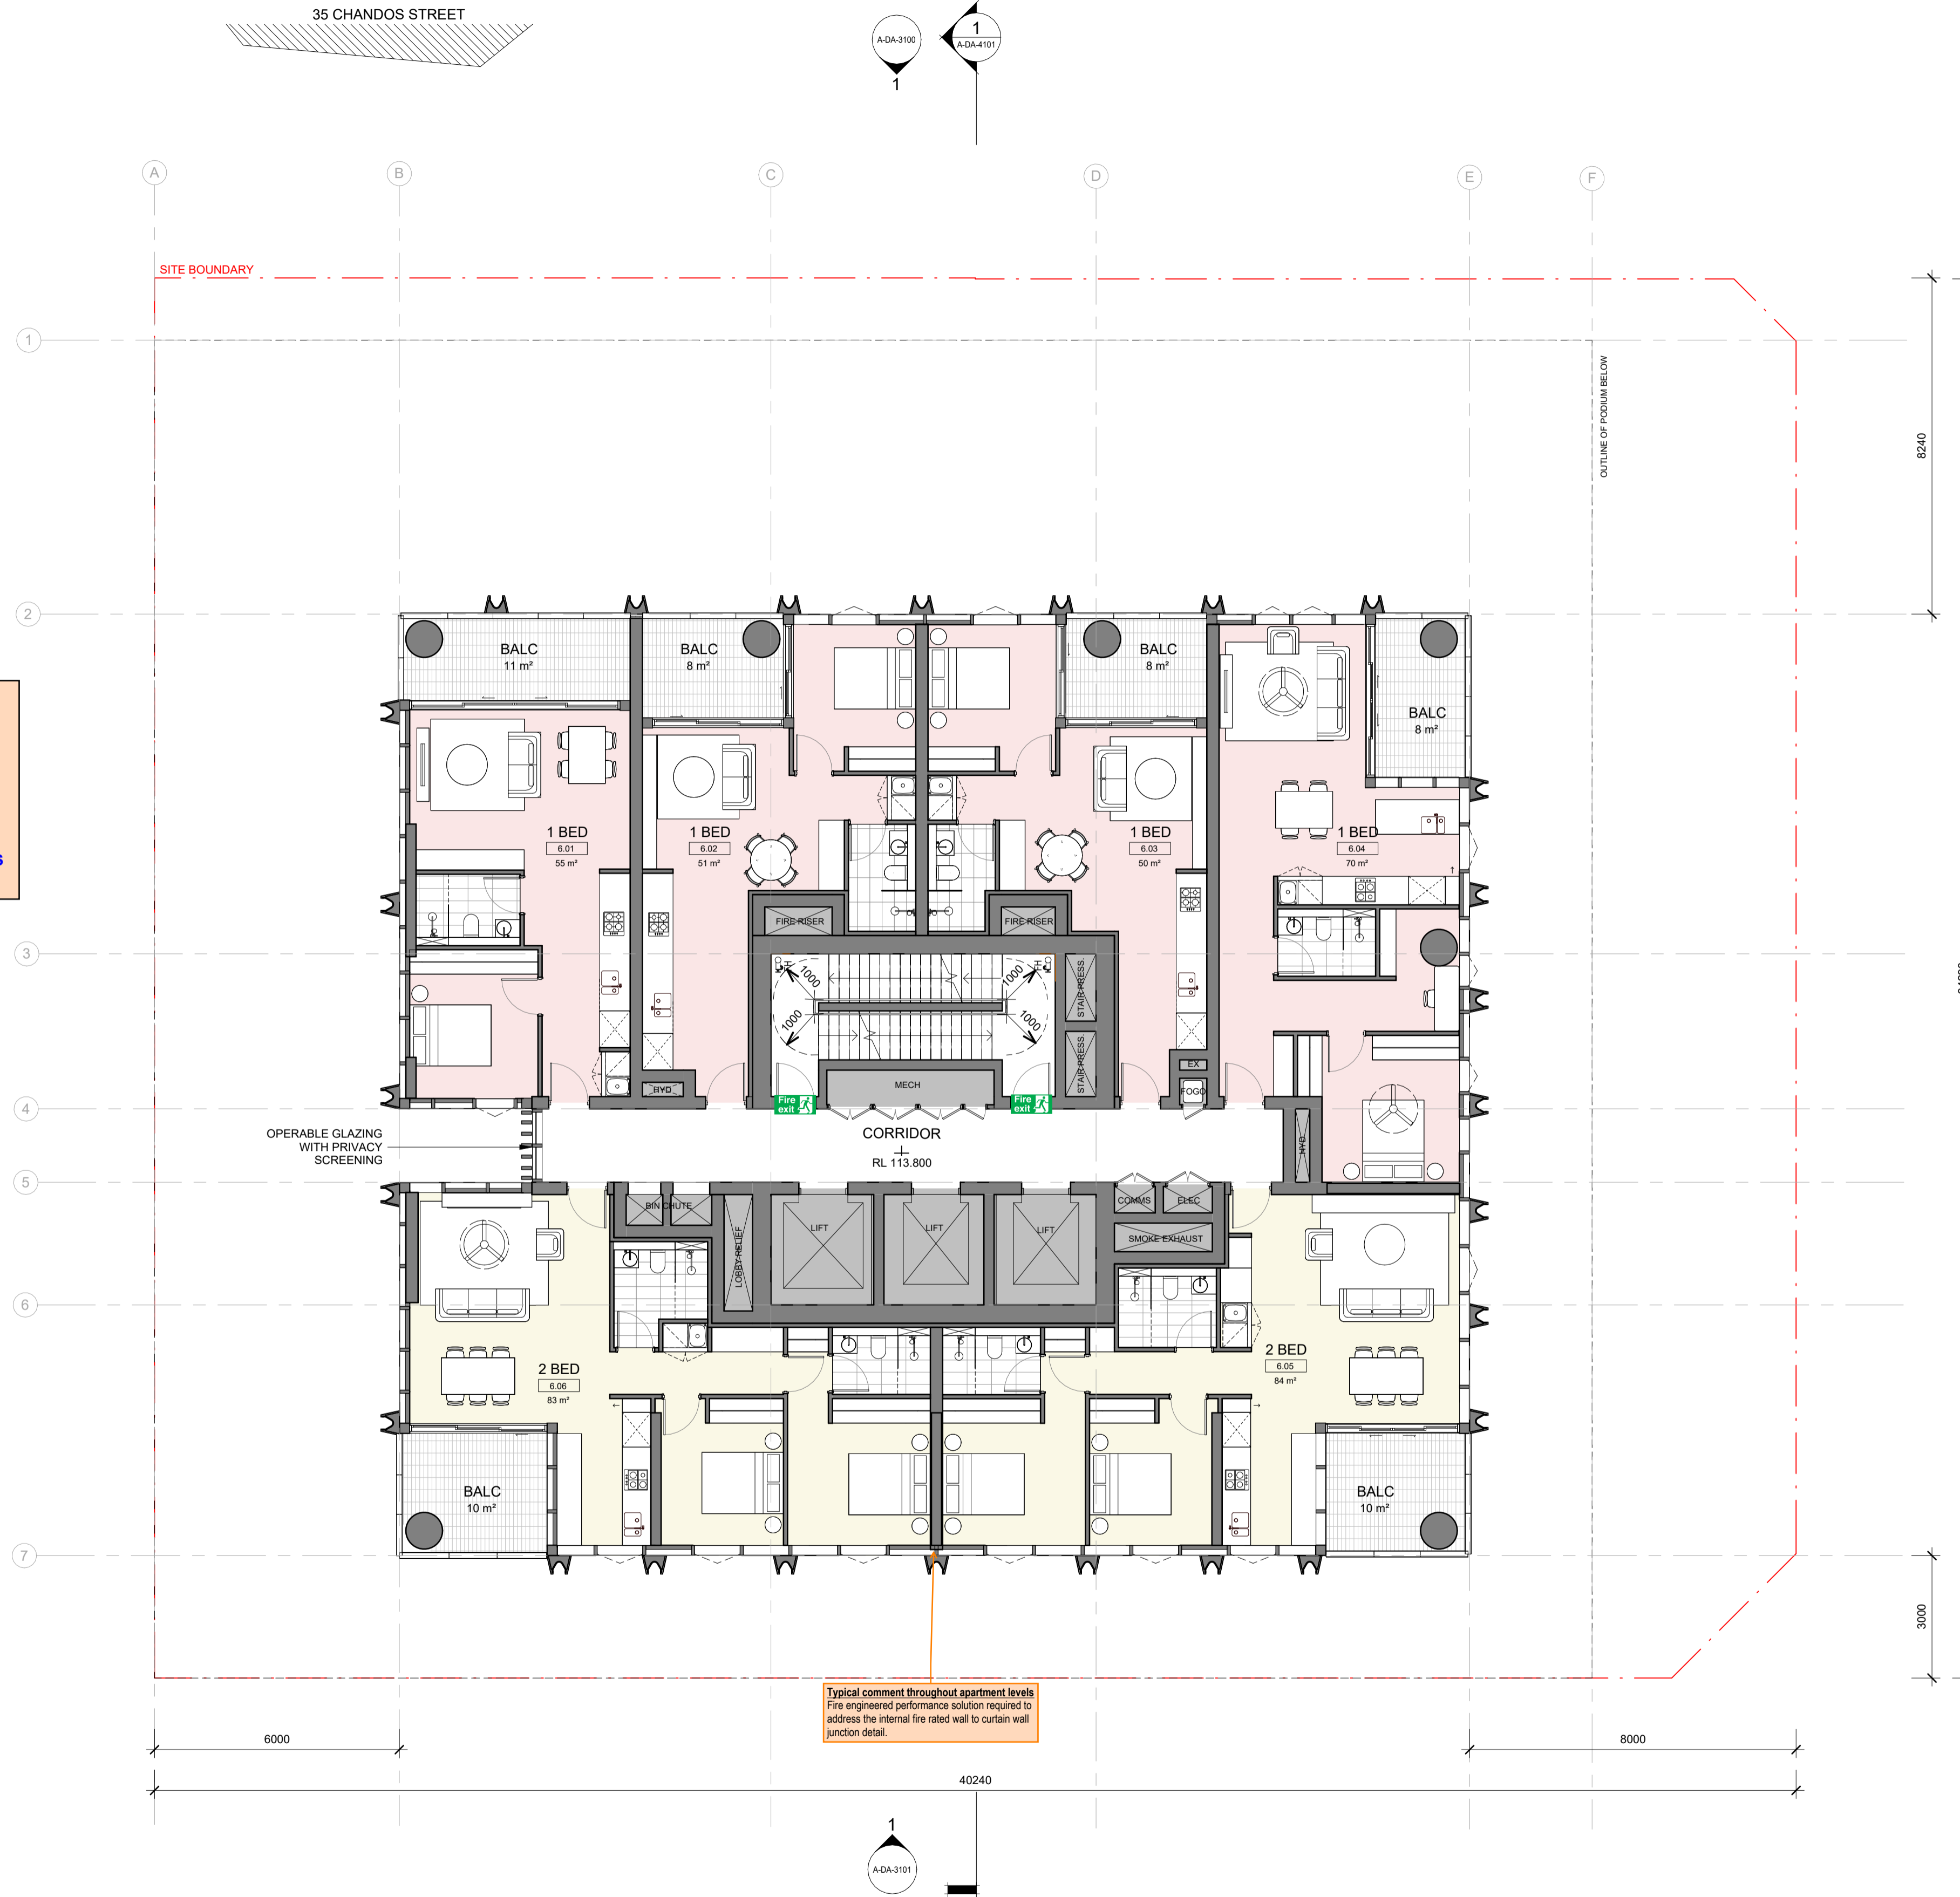 35 CHANDOS STREET
A-DA-3100
1
1
A-DA-4101
A
B
C
D
E
F
SITE BOUNDARY
1
OUTLINE OF PODIUM BELOW
8240
2
BALC
11 m²
BALC
8 m²
BALC
8 m²
BALC
8 m²
s
1 BED
6.01
55 m²
1 BED
6.02
51 m²
1 BED
6.03
50 m²
1 BED
6.04
70 m²
FIRE RISER
FIRE RISER
3
FH
1000
1000
FH
1000
1000
STAIR PRESS.
STAIR PRESS.
HYD
MECH
EX
FOGO
Fire
exit
Fire
exit
4
OPERABLE GLAZING
WITH PRIVACY
SCREENING
CORRIDOR
RL 113.800
HYD
5
BIN CHUTE
LOBBY RELIEF
LIFT
LIFT
LIFT
COMMS
ELEC
SMOKE EXHAUST
6
2 BED
6.06
83 m²
2 BED
6.05
84 m²
BALC
10 m²
BALC
10 m²
7
3000
Typical comment throughout apartment levels
Fire engineered performance solution required to
address the internal fire rated wall to curtain wall
junction detail.
6000
8000
40240
1
A-DA-3101